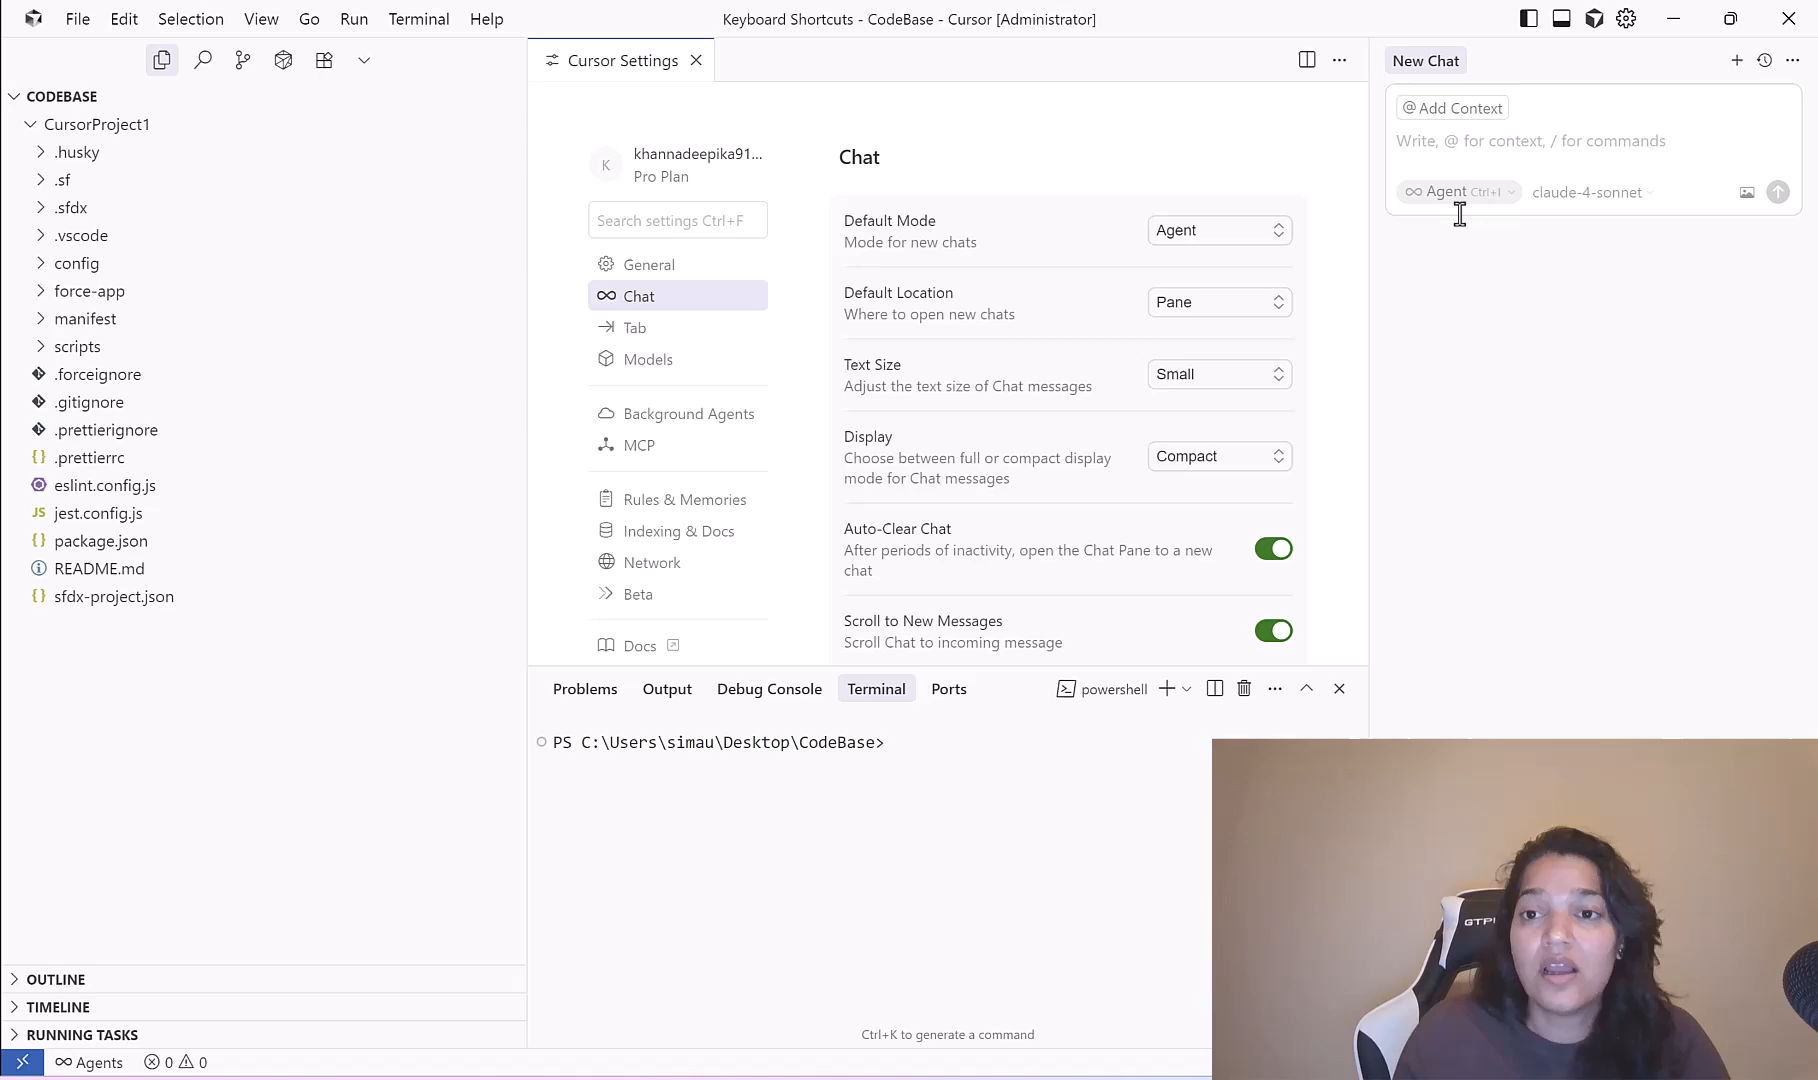 File Edit Selection View Go Run Terminal Help
Keyboard Shortcuts - CodeBase - Cursor [Administrator]
CODEBASE
CursorProject1
.husky
.sf
.sfdx
.vscode
config
force-app
manifest
scripts
.forceignore
.gitignore
.prettierignore
.prettierrc
eslint.config.js
JS jest.config.js
package.json
README.md
sfdx-project.json
OUTLINE
TIMELINE
RUNNING TASKS
Agents 0 0
Cursor Settings
K
khannadeepika91...
Pro Plan
Search settings Ctrl+F
General
Chat
Tab
Models
Background Agents
MCP
Rules & Memories
Indexing & Docs
Network
Beta
Docs
Chat
Default Mode
Mode for new chats
Agent
Default Location
Where to open new chats
Pane
Text Size
Adjust the text size of Chat messages
Small
Display
Choose between full or compact display
mode for Chat messages
Compact
Auto-Clear Chat
After periods of inactivity, open the Chat Pane to a new
chat
Scroll to New Messages
Scroll Chat to incoming message
Problems Output Debug Console Terminal Ports
powershell
PS C:\Users\simau\Desktop\CodeBase>
Ctrl+K to generate a command
New Chat
@ Add Context
Write, @ for context, / for commands
Agent Ctrl+I claude-4-sonnet